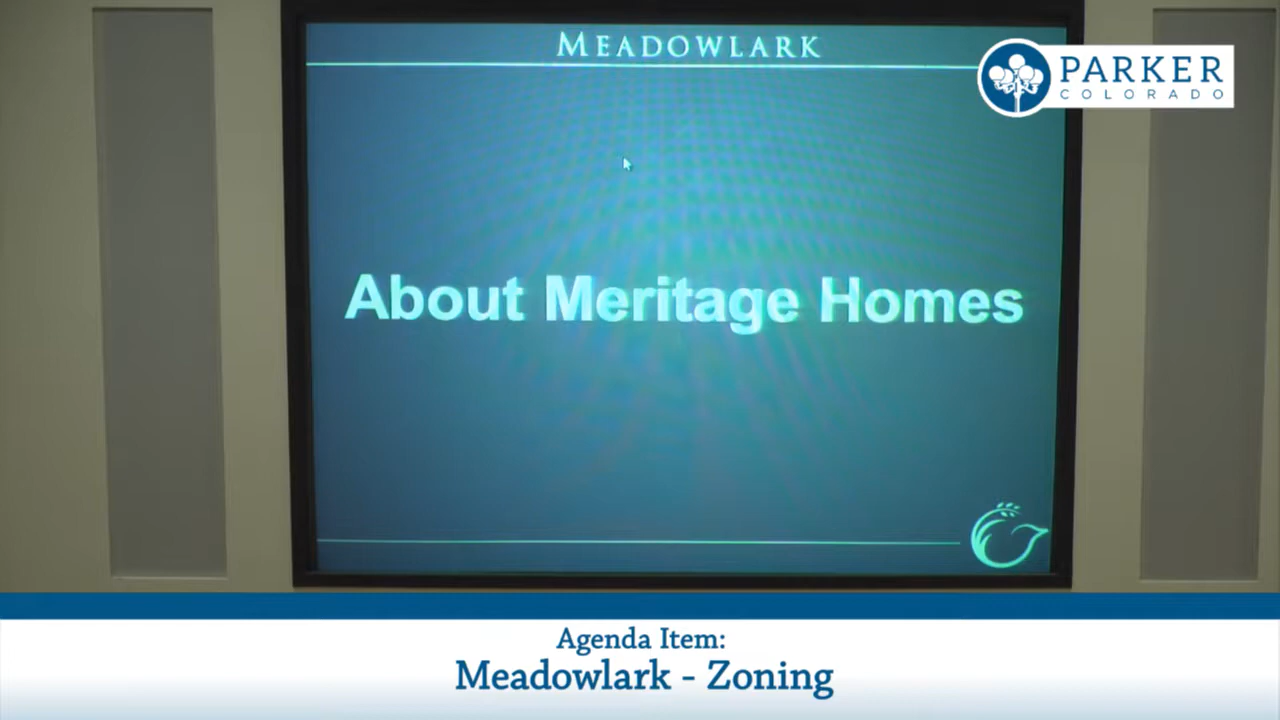 MEADOWLARK
PARKER
COLORADO
About Meritage Homes
Agenda Item:
Meadowlark - Zoning